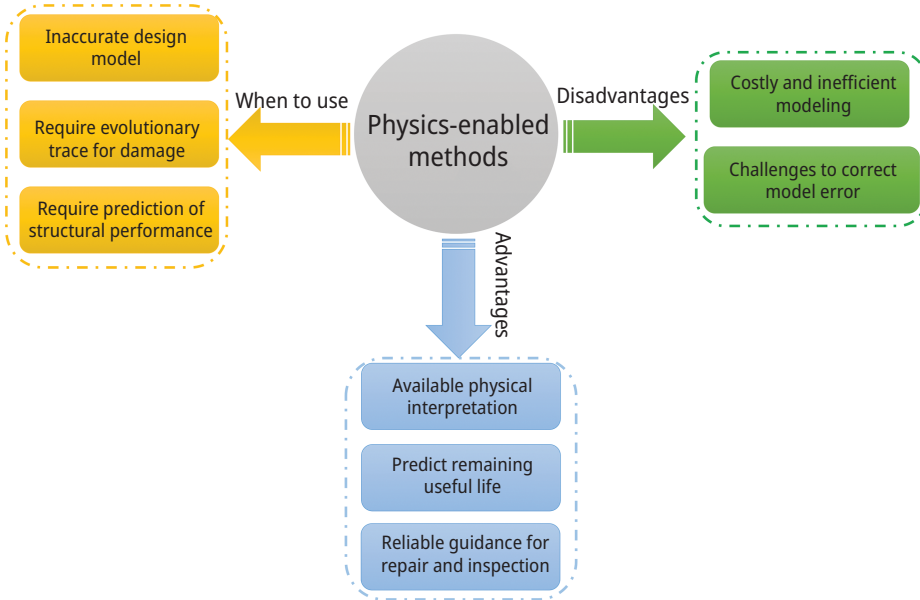 Inaccurate design
model
Require evolutionary
trace for damage
Require prediction of
structural performance
When to use
Physics-enabled
methods
Disadvantages
Costly and inefficient
modeling
Challenges to correct
model error
Advantages
Available physical
interpretation
Predict remaining
useful life
Reliable guidance for
repair and inspection